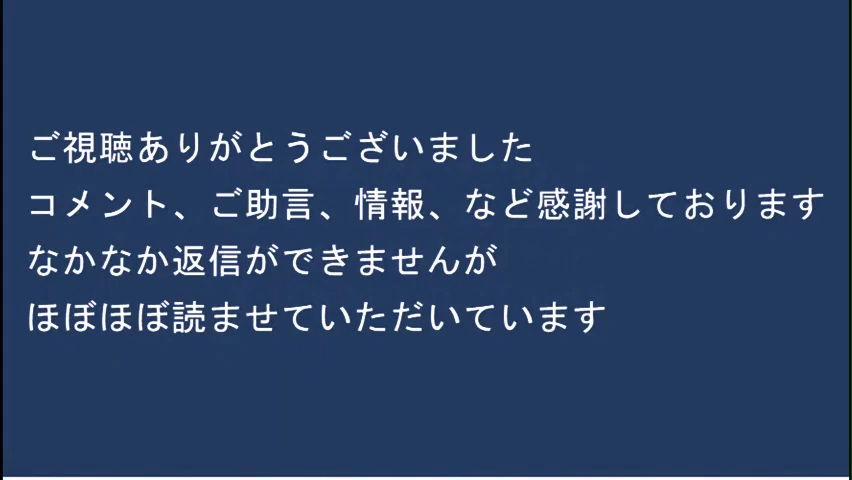 ご視聴ありがとうございました
コメント、ご助言、情報、など感謝しております
なかなか返信ができませんが
ほぼほぼ読ませていただいています